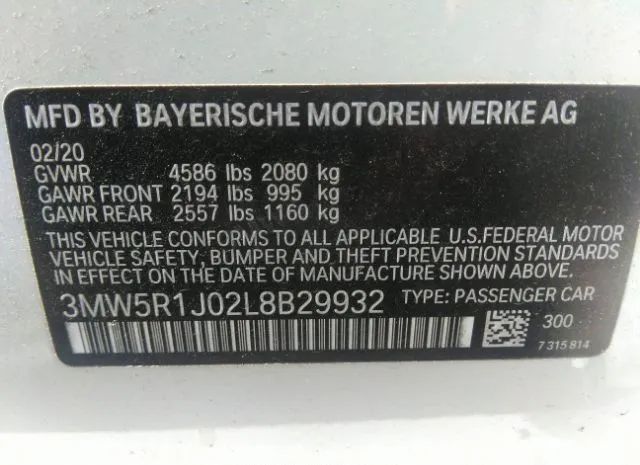 MFD BY BAYERISCHE MOTOREN WERKE AG
02/20
GVWR 4586 lbs 2080 kg
GAWR FRONT 2194 lbs 995 kg
GAWR REAR 2557 lbs 1160 kg
THIS VEHICLE CONFORMS TO ALL APPLICABLE U.S.FEDERAL MOTOR
VEHICLE SAFETY, BUMPER AND THEFT PREVENTION STANDARDS
IN EFFECT ON THE DATE OF MANUFACTURE SHOWN ABOVE.
3MW5R1J02L8B29932 TYPE: PASSENGER CAR
300
7 315 814